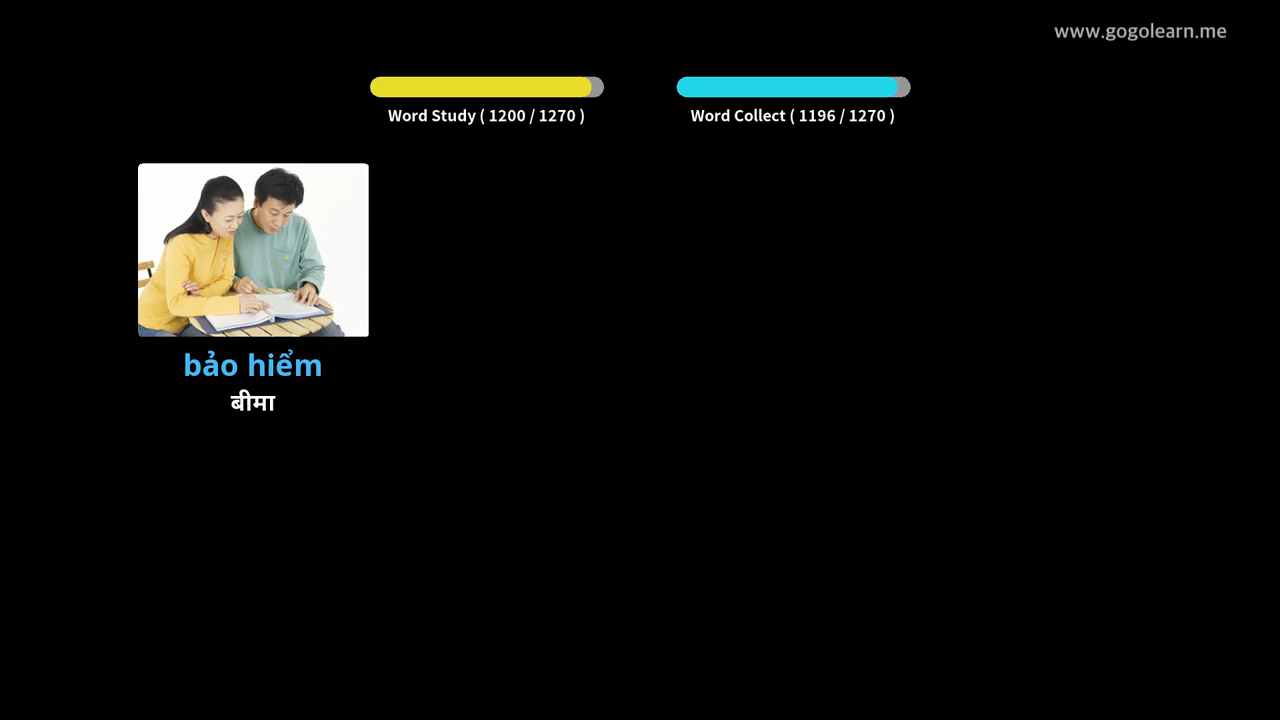 www.gogolearn.me
Word Study ( 1200 / 1270 )
Word Collect ( 1196 / 1270 )
bảo hiểm
बीमा